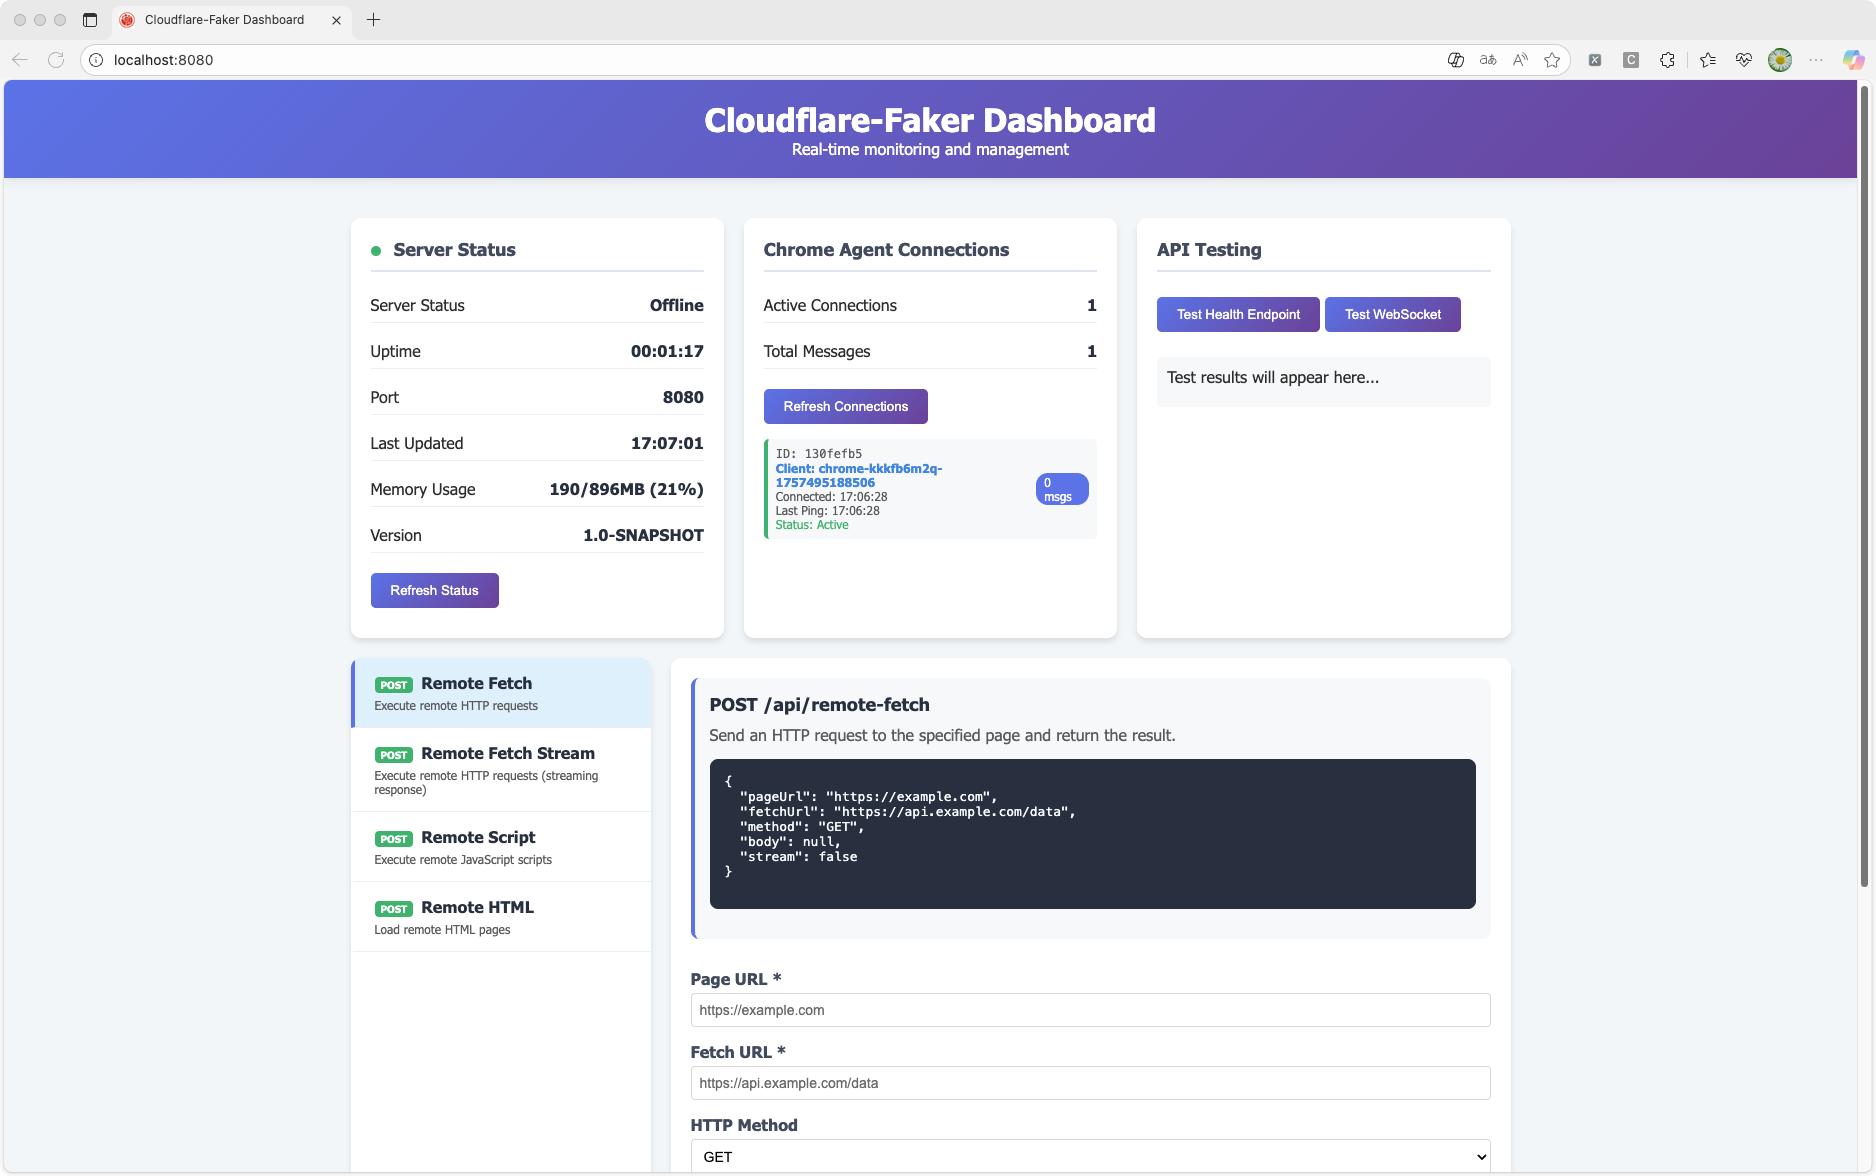 Cloudflare-Faker Dashboard
localhost:8080
Cloudflare-Faker Dashboard
Real-time monitoring and management
Server Status
Server Status Offline
Uptime 00:01:17
Port 8080
Last Updated 17:07:01
Memory Usage 190/896MB (21%)
Version 1.0-SNAPSHOT
Refresh Status
Chrome Agent Connections
Active Connections 1
Total Messages 1
Refresh Connections
ID: 130fefb5
Client: chrome-kkkfb6m2q-
1757495188506
Connected: 17:06:28
Last Ping: 17:06:28
Status: Active
0
msgs
API Testing
Test Health Endpoint Test WebSocket
Test results will appear here...
POST Remote Fetch
Execute remote HTTP requests
POST Remote Fetch Stream
Execute remote HTTP requests (streaming
response)
POST Remote Script
Execute remote JavaScript scripts
POST Remote HTML
Load remote HTML pages
POST /api/remote-fetch
Send an HTTP request to the specified page and return the result.
{
"pageUrl": "https://example.com",
"fetchUrl": "https://api.example.com/data",
"method": "GET",
"body": null,
"stream": false
}
Page URL *
https://example.com
Fetch URL *
https://api.example.com/data
HTTP Method
GET